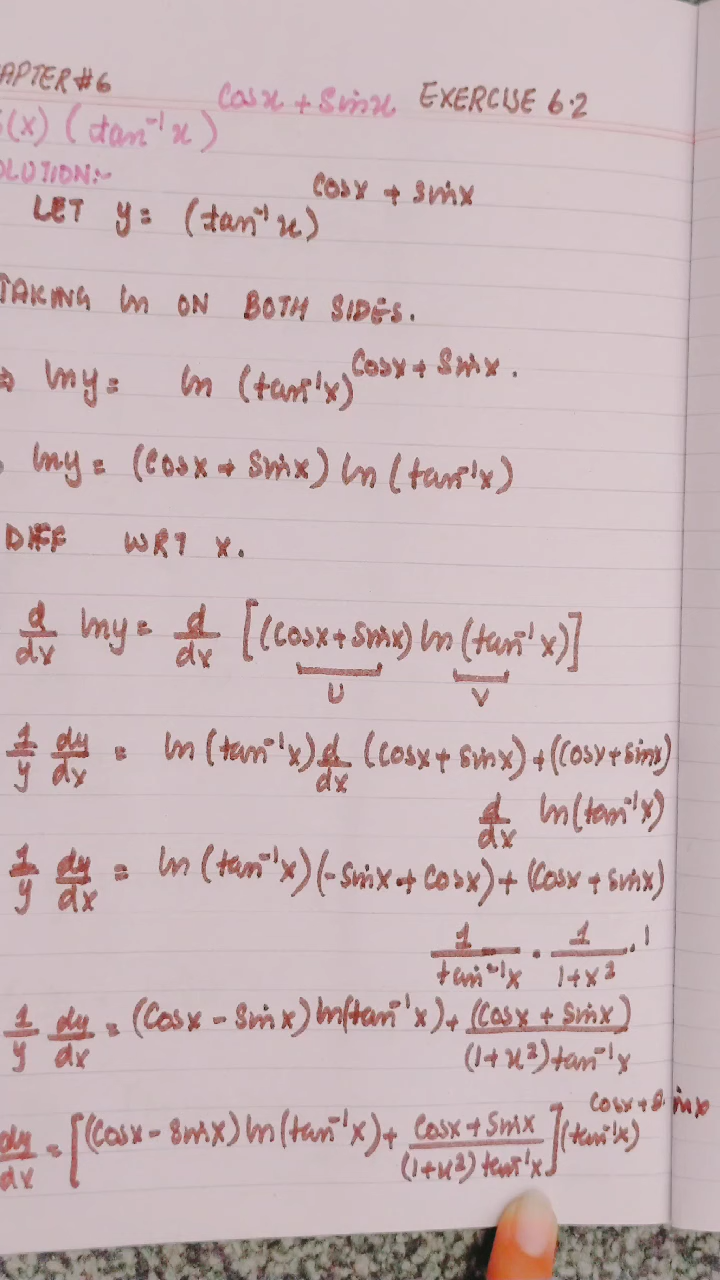 APTER #6 EXERCISE 6.2
(x) (tan⁻¹x)^(Cosx + Sinx)
OLUTION:-
LET y = (tan⁻¹x)^(Cosx + Sinx)
TAKING ln ON BOTH SIDES.
⇒ lny = ln (tan⁻¹x)^(Cosx + Sinx).
lny = (Cosx + Sinx) ln (tan⁻¹x)
DIFF WRT x.
d/dx lny = d/dx [(Cosx + Sinx) ln (tan⁻¹x)]
U V
1/y dy/dx = ln (tan⁻¹x) d/dx (Cosx + Sinx) + ((Cosx + Sinx)
d/dx ln(tan⁻¹x)
1/y dy/dx = ln (tan⁻¹x) (-Sinx + Cosx) + (Cosx + Sinx)
1/tan⁻¹x · 1/1+x² · 1
1/y dy/dx = (Cosx - Sinx) ln(tan⁻¹x) + (Cosx + Sinx)/(1+x²)tan⁻¹x
dy/dx = [(Cosx - Sinx) ln (tan⁻¹x) + Cosx + Sinx/(1+x²) tan⁻¹x] (tan⁻¹x)^(Cosx + Sinx)